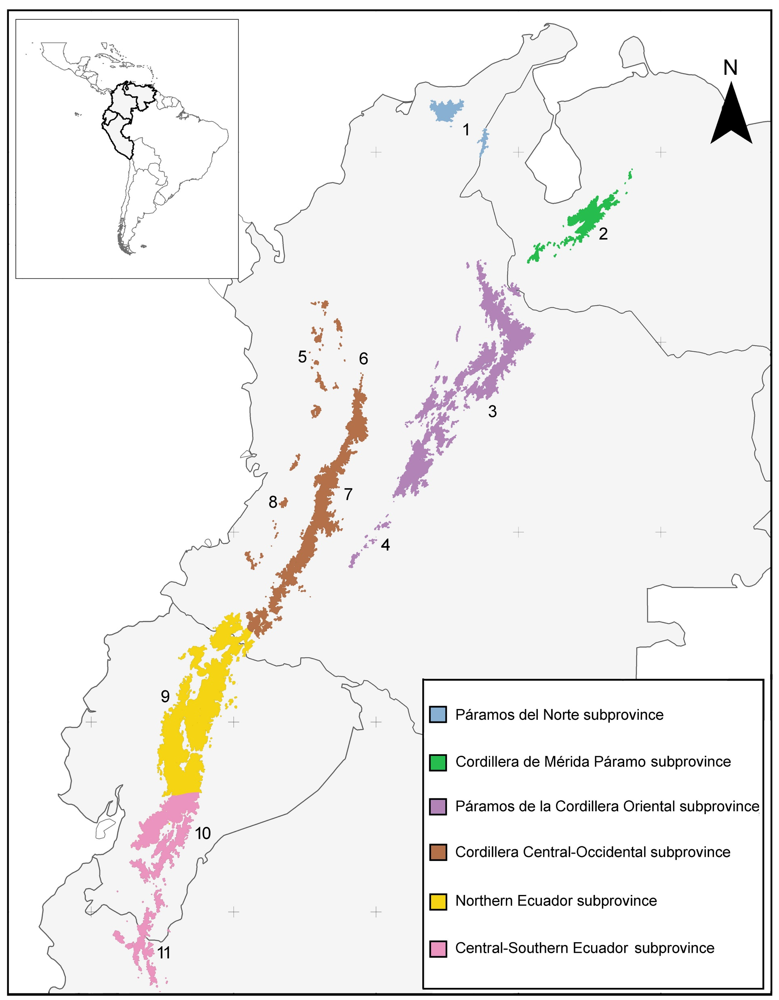 N
1
2
5
6
3
7
8
4
9
10
11
Páramos del Norte subprovince
Cordillera de Mérida Páramo subprovince
Páramos de la Cordillera Oriental subprovince
Cordillera Central-Occidental subprovince
Northern Ecuador subprovince
Central-Southern Ecuador subprovince